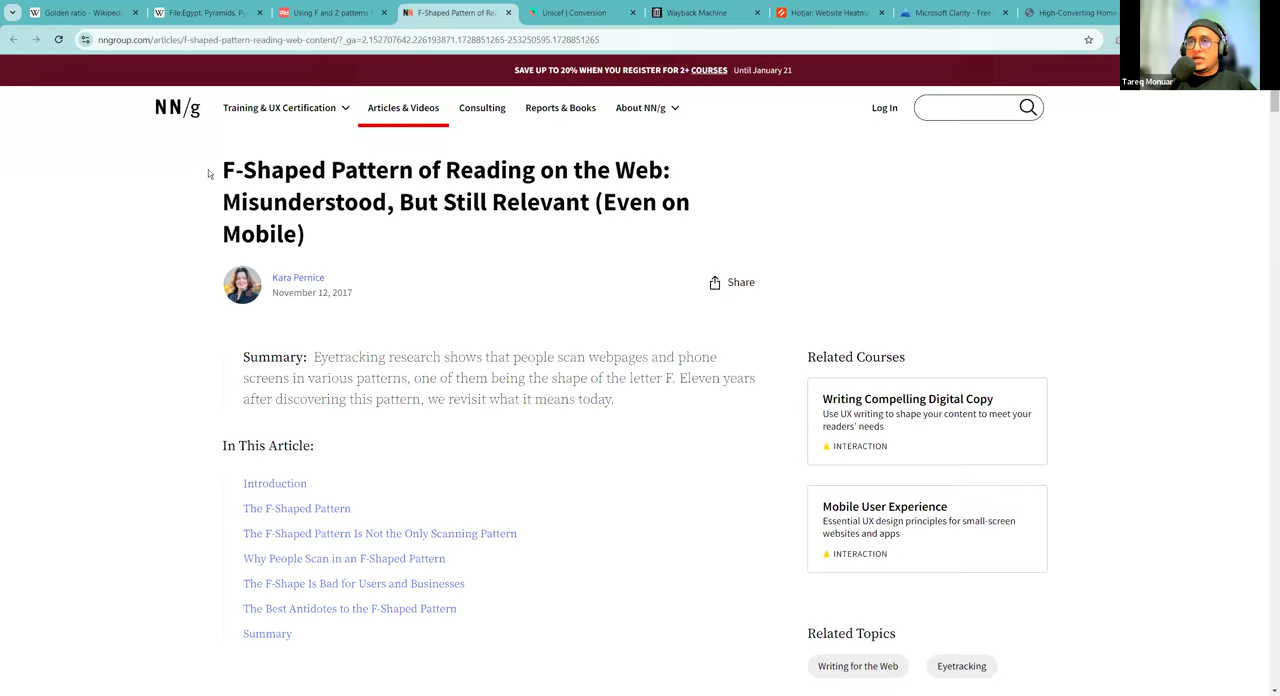 Golden ratio - Wikiped
File:Egypt. Pyramids. Py
Using F and Z patterns t
F-Shaped Pattern of Rea
Unicef | Conversion
Wayback Machine
Hotjar: Website Heatma
Microsoft Clarity - Free
High-Converting Home
nngroup.com/articles/f-shaped-pattern-reading-web-content/?_ga=2.152707642.226193871.1728851265-253250595.1728851265
Tareq Monuar
SAVE UP TO 20% WHEN YOU REGISTER FOR 2+ COURSES Until January 21
NN/g
Training & UX Certification
Articles & Videos
Consulting
Reports & Books
About NN/g
Log In
F-Shaped Pattern of Reading on the Web:
Misunderstood, But Still Relevant (Even on
Mobile)
Kara Pernice
November 12, 2017
Share
Summary: Eyetracking research shows that people scan webpages and phone
screens in various patterns, one of them being the shape of the letter F. Eleven years
after discovering this pattern, we revisit what it means today.
In This Article:
Introduction
The F-Shaped Pattern
The F-Shaped Pattern Is Not the Only Scanning Pattern
Why People Scan in an F-Shaped Pattern
The F-Shape Is Bad for Users and Businesses
The Best Antidotes to the F-Shaped Pattern
Summary
Related Courses
Writing Compelling Digital Copy
Use UX writing to shape your content to meet your
readers' needs
INTERACTION
Mobile User Experience
Essential UX design principles for small-screen
websites and apps
INTERACTION
Related Topics
Writing for the Web
Eyetracking